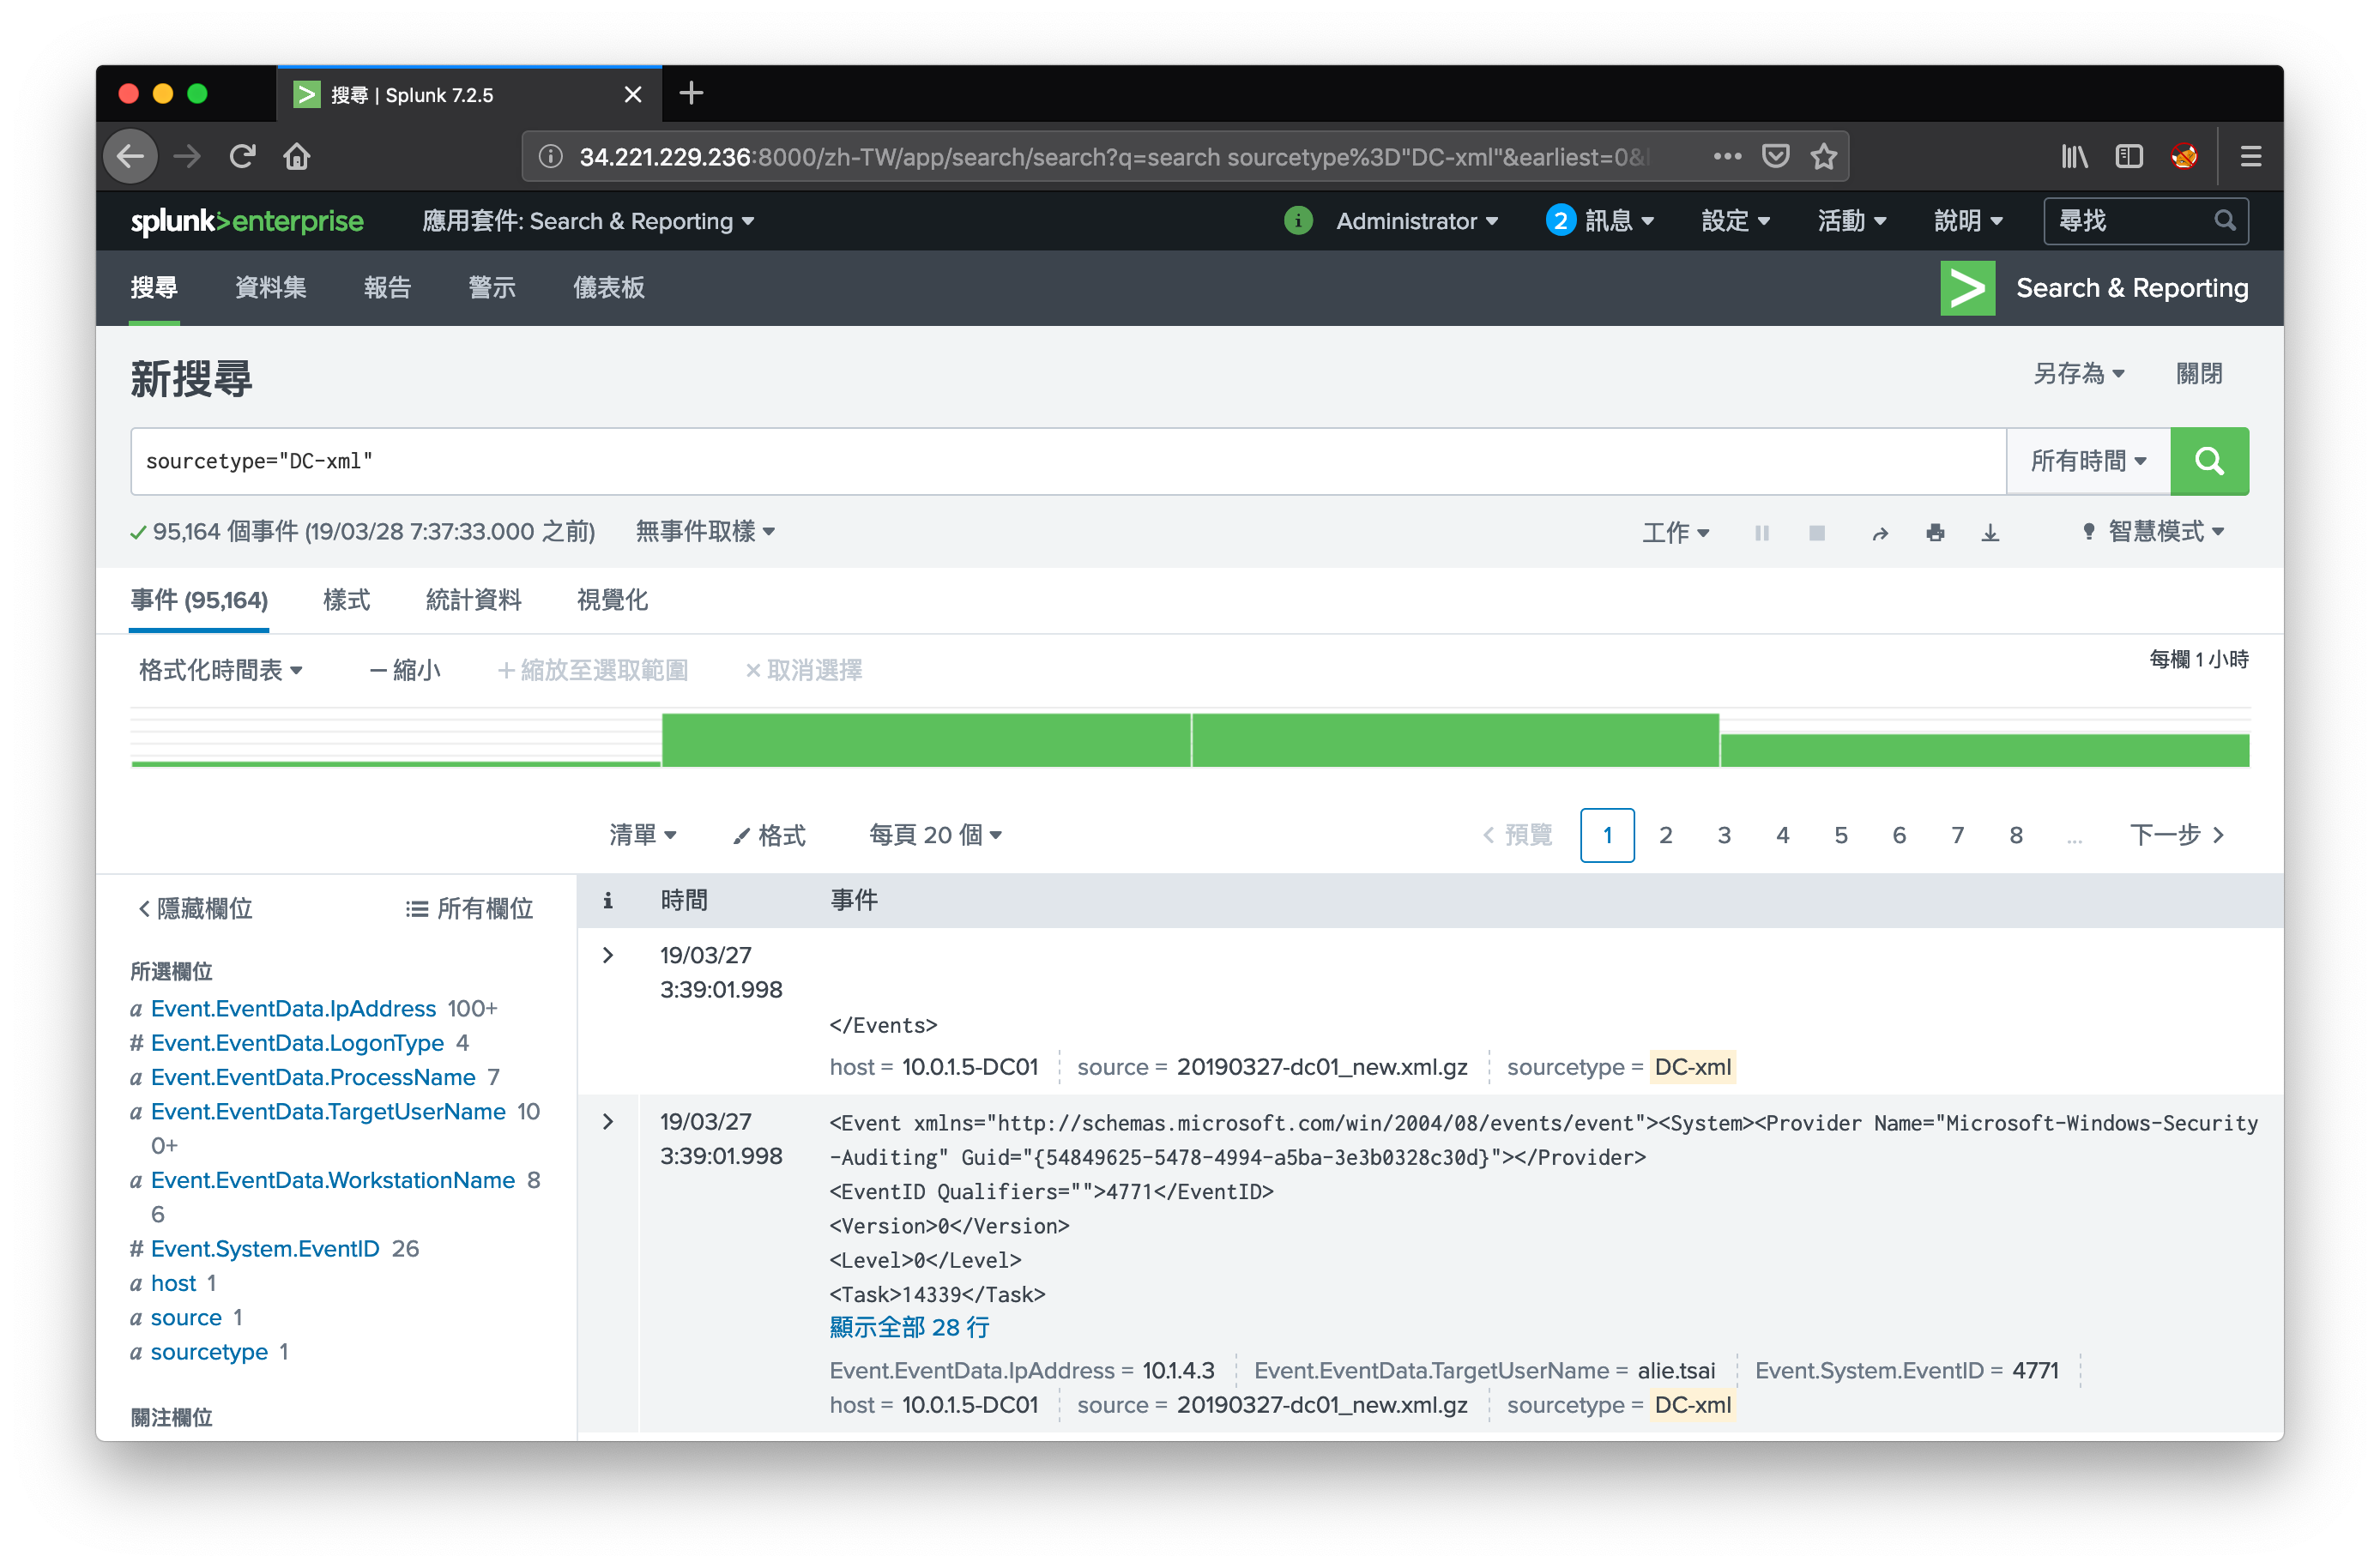 搜尋 | Splunk 7.2.5
34.221.229.236:8000/zh-TW/app/search/search?q=search sourcetype%3D"DC-xml"&earliest=0&
splunk>enterprise 應用套件: Search & Reporting Administrator 2 訊息 設定 活動 說明 尋找
搜尋 資料集 報告 警示 儀表板 Search & Reporting
新搜尋 另存為 關閉
sourcetype="DC-xml" 所有時間
95,164 個事件 (19/03/28 7:37:33.000 之前) 無事件取樣 工作 智慧模式
事件 (95,164) 樣式 統計資料 視覺化
格式化時間表 縮小 縮放至選取範圍 取消選擇 每欄 1 小時
清單 格式 每頁 20 個 預覽 1 2 3 4 5 6 7 8 ... 下一步
隱藏欄位 所有欄位
所選欄位
a Event.EventData.IpAddress 100+
# Event.EventData.LogonType 4
a Event.EventData.ProcessName 7
a Event.EventData.TargetUserName 10
0+
a Event.EventData.WorkstationName 8
6
# Event.System.EventID 26
a host 1
a source 1
a sourcetype 1
關注欄位
i 時間 事件
19/03/27
3:39:01.998
</Events>
host = 10.0.1.5-DC01 source = 20190327-dc01_new.xml.gz sourcetype = DC-xml
19/03/27 <Event xmlns="http://schemas.microsoft.com/win/2004/08/events/event"><System><Provider Name="Microsoft-Windows-Security
3:39:01.998 -Auditing" Guid="{54849625-5478-4994-a5ba-3e3b0328c30d}"></Provider>
<EventID Qualifiers="">4771</EventID>
<Version>0</Version>
<Level>0</Level>
<Task>14339</Task>
顯示全部 28 行
Event.EventData.IpAddress = 10.1.4.3 Event.EventData.TargetUserName = alie.tsai Event.System.EventID = 4771
host = 10.0.1.5-DC01 source = 20190327-dc01_new.xml.gz sourcetype = DC-xml